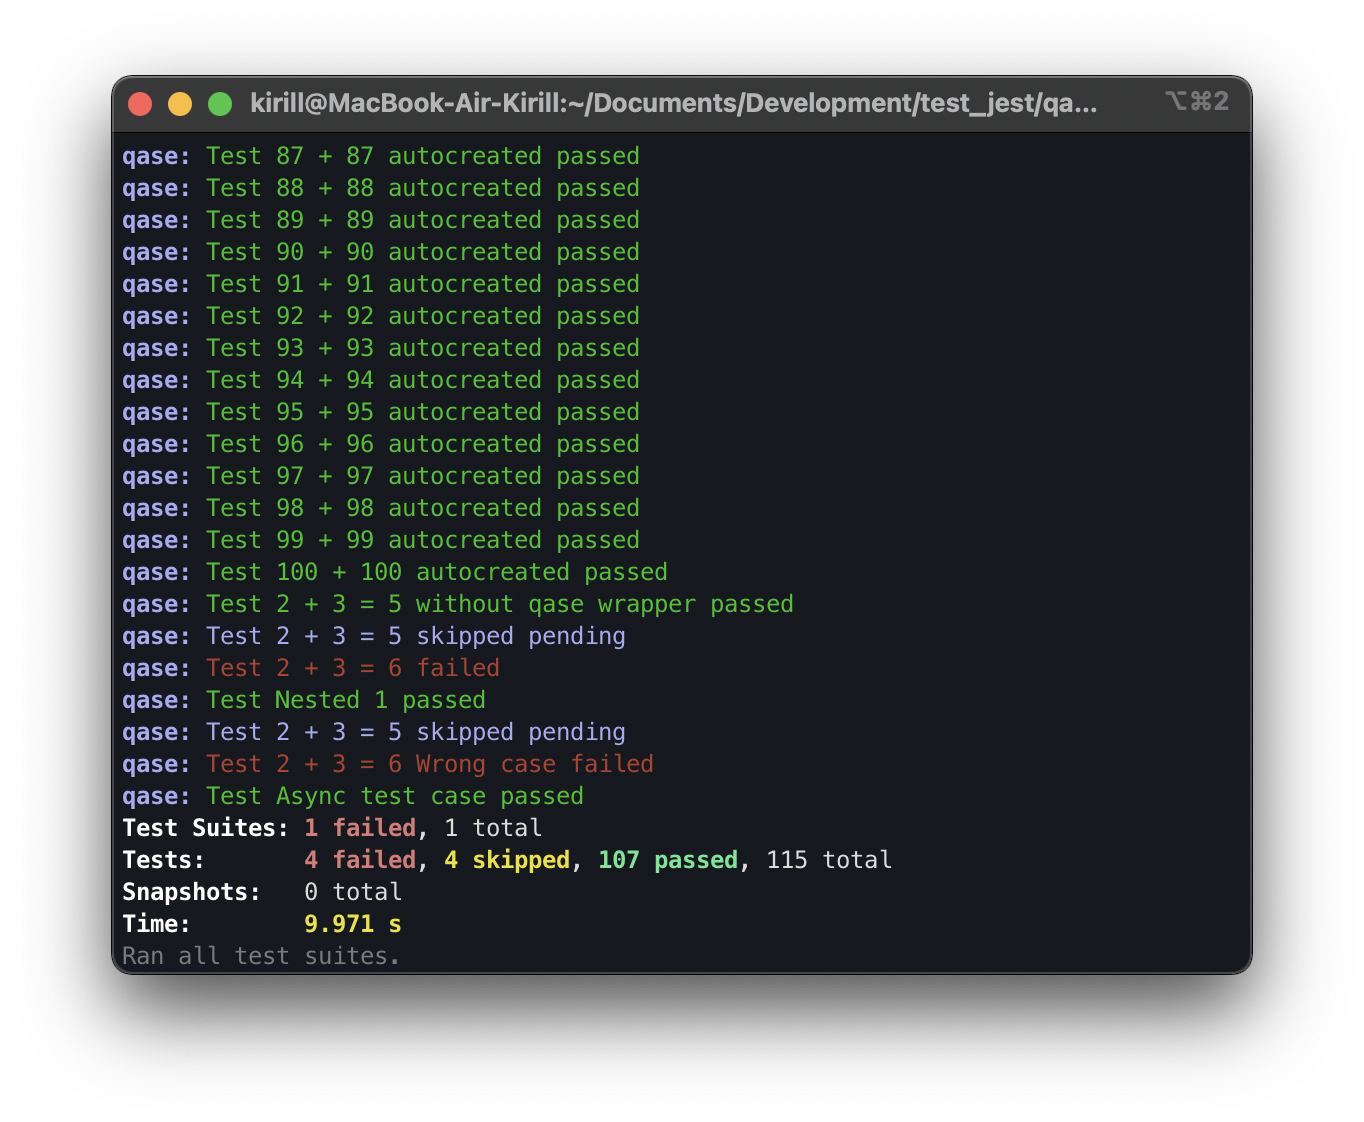 kirill@MacBook-Air-Kirill:~/Documents/Development/test_jest/qa... ⌥⌘2
qase: Test 87 + 87 autocreated passed
qase: Test 88 + 88 autocreated passed
qase: Test 89 + 89 autocreated passed
qase: Test 90 + 90 autocreated passed
qase: Test 91 + 91 autocreated passed
qase: Test 92 + 92 autocreated passed
qase: Test 93 + 93 autocreated passed
qase: Test 94 + 94 autocreated passed
qase: Test 95 + 95 autocreated passed
qase: Test 96 + 96 autocreated passed
qase: Test 97 + 97 autocreated passed
qase: Test 98 + 98 autocreated passed
qase: Test 99 + 99 autocreated passed
qase: Test 100 + 100 autocreated passed
qase: Test 2 + 3 = 5 without qase wrapper passed
qase: Test 2 + 3 = 5 skipped pending
qase: Test 2 + 3 = 6 failed
qase: Test Nested 1 passed
qase: Test 2 + 3 = 5 skipped pending
qase: Test 2 + 3 = 6 Wrong case failed
qase: Test Async test case passed
Test Suites: 1 failed, 1 total
Tests: 4 failed, 4 skipped, 107 passed, 115 total
Snapshots: 0 total
Time: 9.971 s
Ran all test suites.